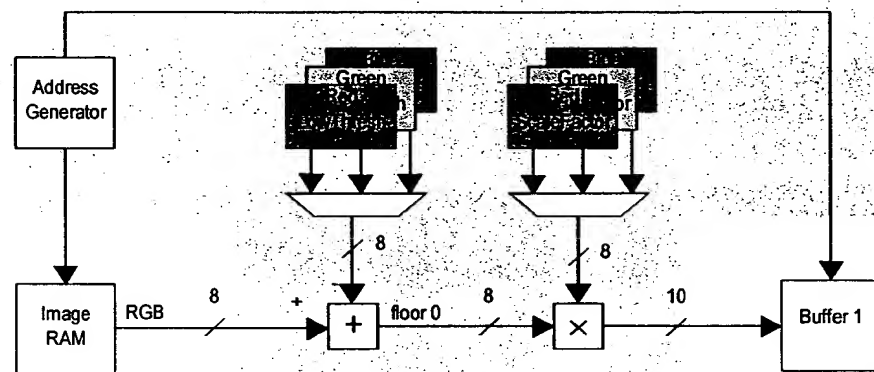 Address
Generator
Green
Green
8
8
Image
RAM
RGB
8
+
+
floor 0
8
×
10
Buffer 1